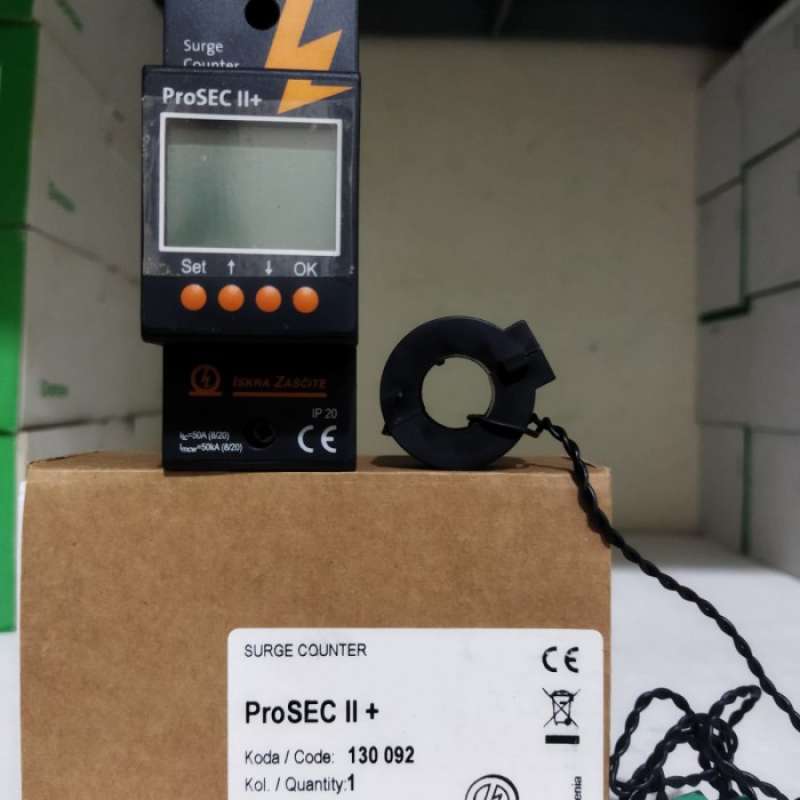 Surge
Counter
ProSEC II+
Set ↑ ↓ OK
ISKRA ZAŠČITE
IP 20
CE
SURGE COUNTER
CE
ProSEC II +
Koda / Code: 130 092
Kol. / Quantity:1